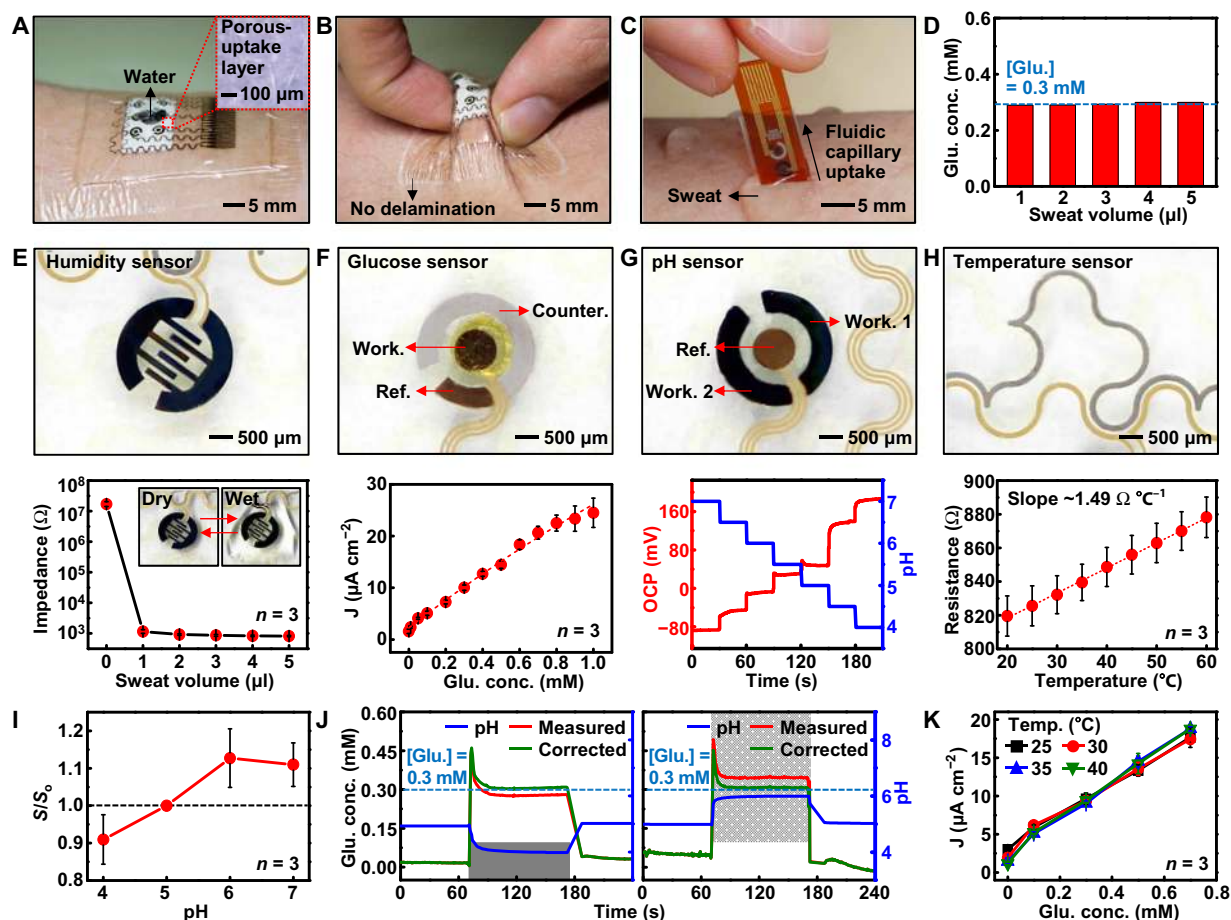 A
Porous-
uptake
layer
Water
100 µm
5 mm
B
No delamination
5 mm
C
Fluidic
capillary
uptake
Sweat
5 mm
D
Glu. conc. (mM)
0.6
0.3
0.0
[Glu.]
= 0.3 mM
1 2 3 4 5
Sweat volume (µl)
E
Humidity sensor
500 µm
F
Glucose sensor
Counter.
Work.
Ref.
500 µm
G
pH sensor
Work. 1
Ref.
Work. 2
500 µm
H
Temperature sensor
500 µm
Impedance (Ω)
10⁸
10⁷
10⁶
10⁵
10⁴
10³
Dry Wet
n = 3
0 1 2 3 4 5
Sweat volume (µl)
J (µA cm⁻²)
30
20
10
0
n = 3
0.0 0.2 0.4 0.6 0.8 1.0
Glu. conc. (mM)
OCP (mV)
160
80
0
−80
7
6
5
4
pH
0 60 120 180
Time (s)
Resistance (Ω)
900
880
860
840
820
800
Slope ~1.49 Ω °C⁻¹
n = 3
20 30 40 50 60
Temperature (°C)
I
S/Sₒ
1.2
1.1
1.0
0.9
0.8
n = 3
4 5 6 7
pH
J
Glu. conc. (mM)
0.60
0.45
0.30
0.15
0.00
pH Measured
Corrected
[Glu.] =
0.3 mM
0 60 120 180 240
pH Measured
Corrected
[Glu.] =
0.3 mM
8
6
4
pH
0 60 120 180 240
Time (s)
K
J (µA cm⁻²)
20
15
10
5
0
Temp. (°C)
25 30
35 40
n = 3
0.0 0.2 0.4 0.6 0.8
Glu. conc. (mM)